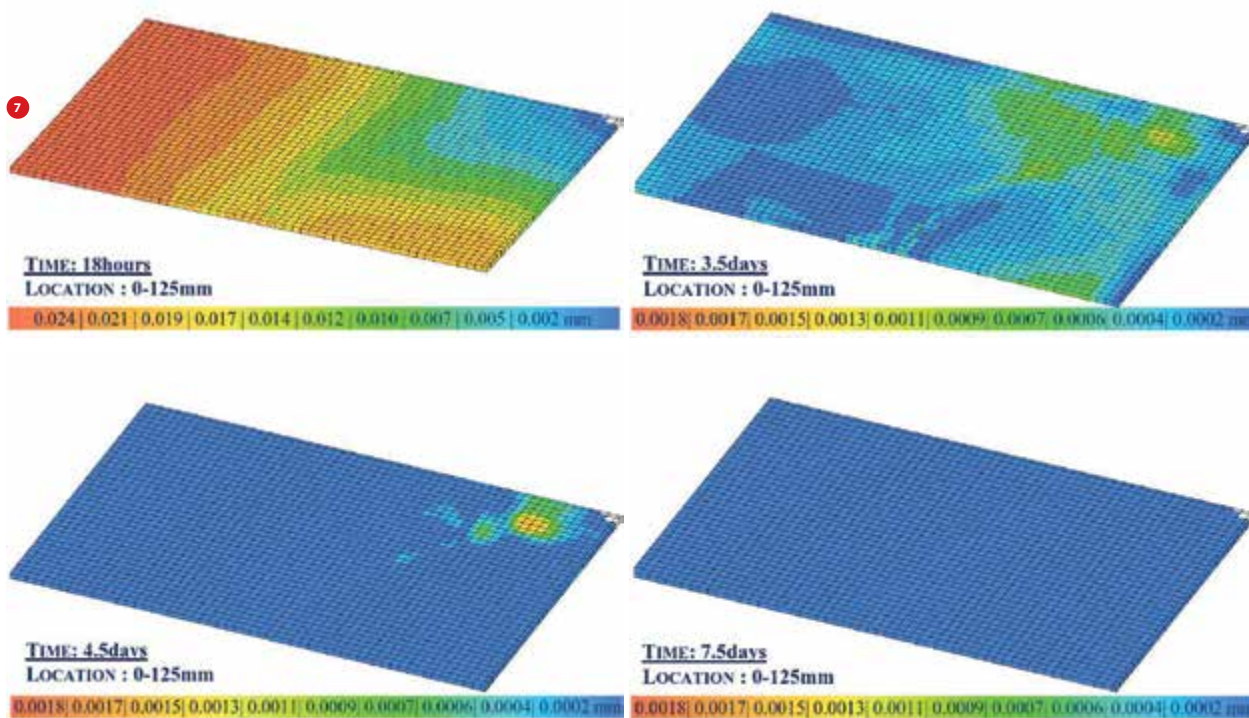 7
TIME: 18hours
LOCATION : 0-125mm
0.024 | 0.021 | 0.019 | 0.017 | 0.014 | 0.012 | 0.010 | 0.007 | 0.005 | 0.002 mm
TIME: 3.5days
LOCATION : 0-125mm
0.0018| 0.0017| 0.0015| 0.0013| 0.0011| 0.0009| 0.0007| 0.0006| 0.0004| 0.0002 mm
TIME: 4.5days
LOCATION : 0-125mm
0.0018| 0.0017| 0.0015| 0.0013| 0.0011| 0.0009| 0.0007| 0.0006| 0.0004| 0.0002 mm
TIME: 7.5days
LOCATION : 0-125mm
0.0018| 0.0017| 0.0015| 0.0013| 0.0011| 0.0009| 0.0007| 0.0006| 0.0004| 0.0002 mm